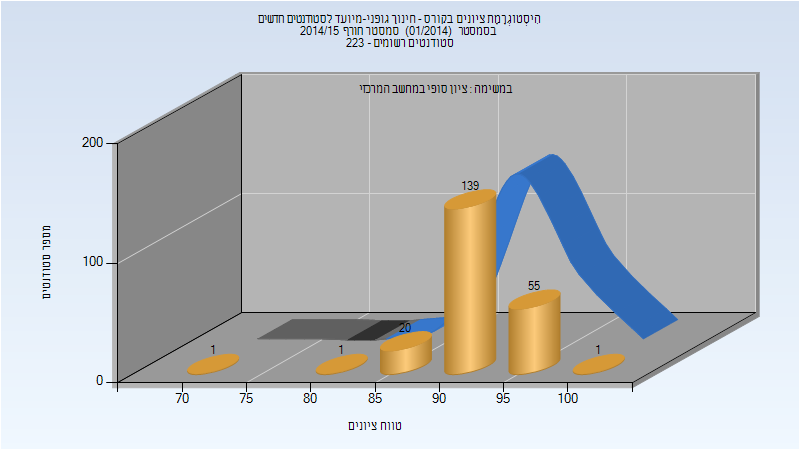 היסטוגרמת ציונים בקורס - חינוך גופני-מיועד לסטודנטים חדשים
בסמסטר (01/2014) סמסטר חורף 2014/15
סטודנטים רשומים - 223
במשימה : ציון סופי במחשב המרכזי
מספר סטודנטים
200
100
0
1
1
20
139
55
1
70 75 80 85 90 95 100
טווח ציונים